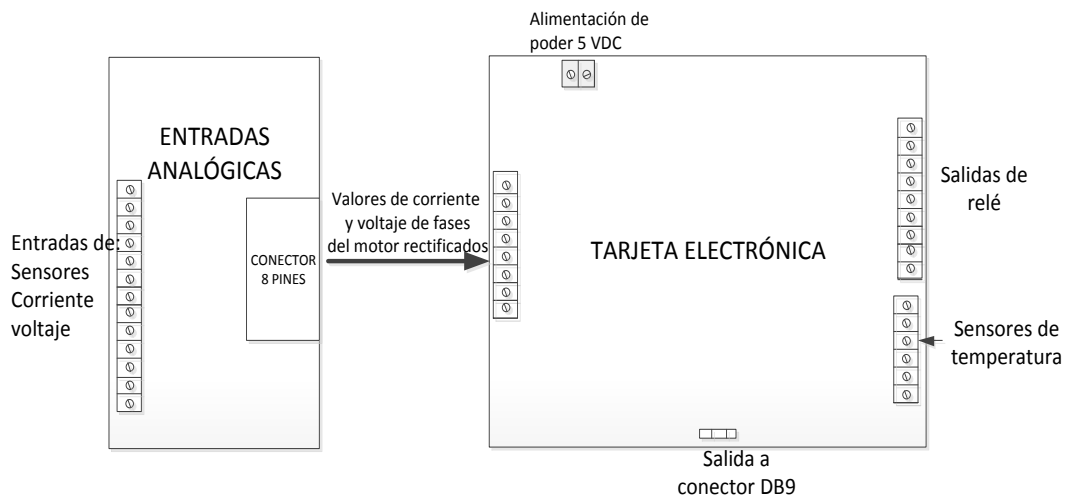 Alimentación de
poder 5 VDC
ENTRADAS
ANALÓGICAS
Entradas de:
Sensores
Corriente
voltaje
CONECTOR
8 PINES
Valores de corriente
y voltaje de fases
del motor rectificados
TARJETA ELECTRÓNICA
Salidas de
relé
Sensores de
temperatura
Salida a
conector DB9